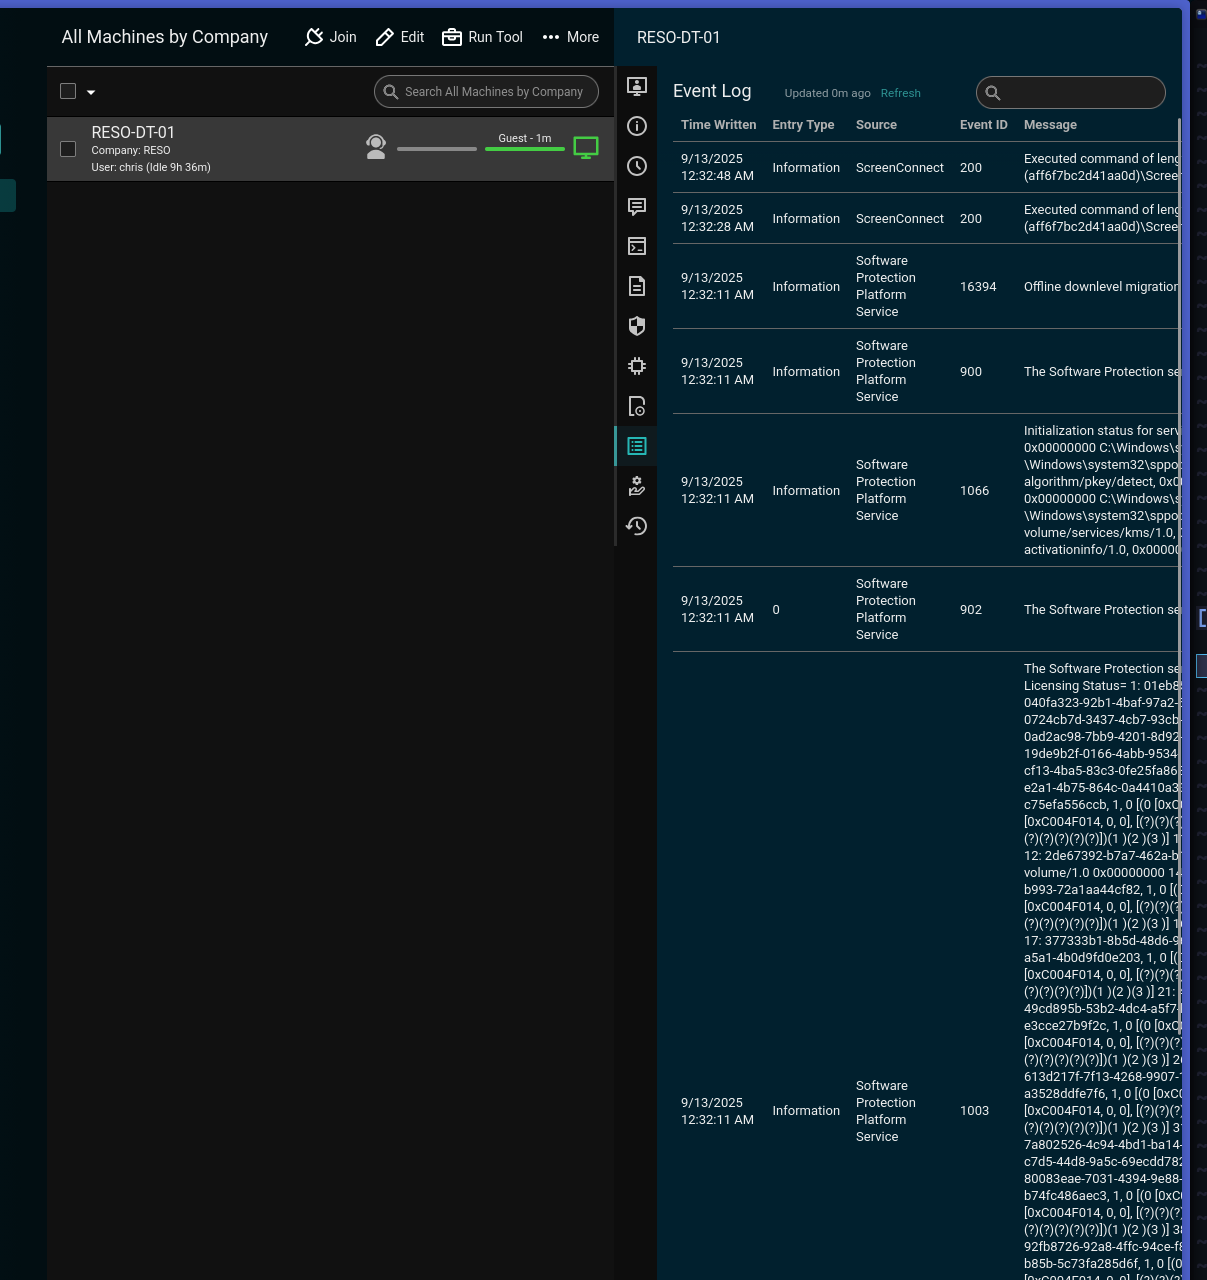 All Machines by Company
Join
Edit
Run Tool
More
Search All Machines by Company
RESO-DT-01
Company: RESO
User: chris (Idle 9h 36m)
Guest - 1m
RESO-DT-01
Event Log
Updated 0m ago
Refresh
Time Written Entry Type Source Event ID Message
9/13/2025
12:32:48 AM
Information
ScreenConnect
200
Executed command of leng
(aff6f7bc2d41aa0d)\Scree
9/13/2025
12:32:28 AM
Information
ScreenConnect
200
Executed command of leng
(aff6f7bc2d41aa0d)\Scree
9/13/2025
12:32:11 AM
Information
Software
Protection
Platform
Service
16394
Offline downlevel migration
9/13/2025
12:32:11 AM
Information
Software
Protection
Platform
Service
900
The Software Protection se
9/13/2025
12:32:11 AM
Information
Software
Protection
Platform
Service
1066
Initialization status for serv
0x00000000 C:\Windows\s
\Windows\system32\sppo
algorithm/pkey/detect, 0x0
0x00000000 C:\Windows\s
\Windows\system32\sppo
volume/services/kms/1.0,
activationinfo/1.0, 0x0000
9/13/2025
12:32:11 AM
0
Software
Protection
Platform
Service
902
The Software Protection se
9/13/2025
12:32:11 AM
Information
Software
Protection
Platform
Service
1003
The Software Protection se
Licensing Status= 1: 01eb8
040fa323-92b1-4baf-97a2-
0724cb7d-3437-4cb7-93cb-
0ad2ac98-7bb9-4201-8d92-
19de9b2f-0166-4abb-9534-
cf13-4ba5-83c3-0fe25fa86
e2a1-4b75-864c-0a4410a3
c75efa556ccb, 1, 0 [(0 [0xC
[0xC004F014, 0, 0], [(?)(?)(?)
(?)(?)(?)(?)(?)])(1 )(2 )(3 )] 1
12: 2de67392-b7a7-462a-b
volume/1.0 0x00000000 14
b993-72a1aa44cf82, 1, 0 [(
[0xC004F014, 0, 0], [(?)(?)(?)
(?)(?)(?)(?)(?)])(1 )(2 )(3 )] 1
17: 377333b1-8b5d-48d6-9
a5a1-4b0d9fd0e203, 1, 0 [(
[0xC004F014, 0, 0], [(?)(?)(?)
(?)(?)(?)(?)])(1 )(2 )(3 )] 21:
49cd895b-53b2-4dc4-a5f7-
e3cce27b9f2c, 1, 0 [(0 [0xC
[0xC004F014, 0, 0], [(?)(?)(?)
(?)(?)(?)(?)(?)])(1 )(2 )(3 )] 2
613d217f-7f13-4268-9907-
a3528ddfe7f6, 1, 0 [(0 [0xC
[0xC004F014, 0, 0], [(?)(?)(?)
(?)(?)(?)(?)(?)])(1 )(2 )(3 )] 3
7a802526-4c94-4bd1-ba14-
c7d5-44d8-9a5c-69ecdd782
80083eae-7031-4394-9e88-
b74fc486aec3, 1, 0 [(0 [0xC
[0xC004F014, 0, 0], [(?)(?)(?)
(?)(?)(?)(?)(?)])(1 )(2 )(3 )] 3
92fb8726-92a8-4ffc-94ce-f
b85b-5c73fa285d6f, 1, 0 [(0